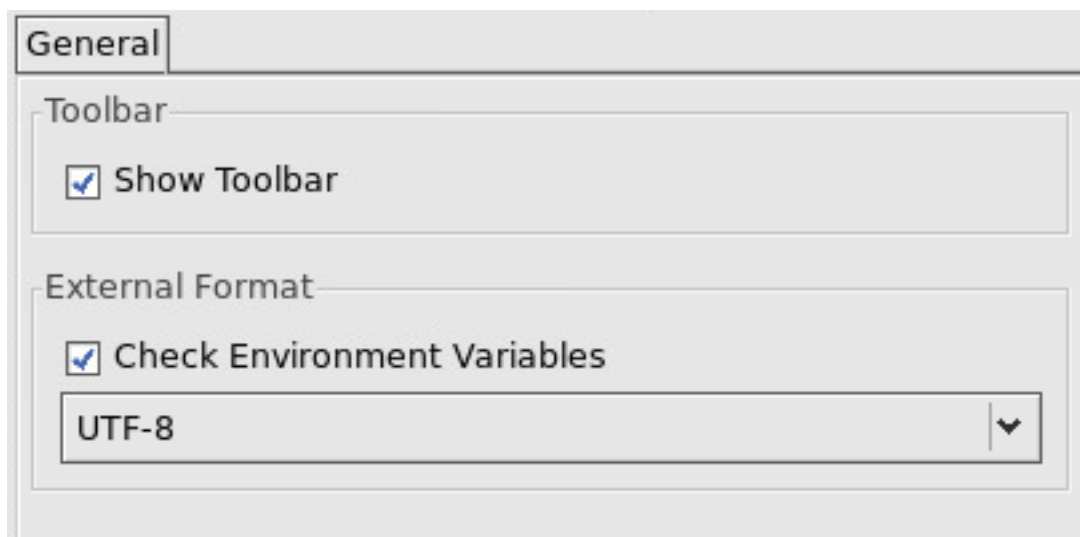 General
Toolbar
Show Toolbar
External Format
Check Environment Variables
UTF-8